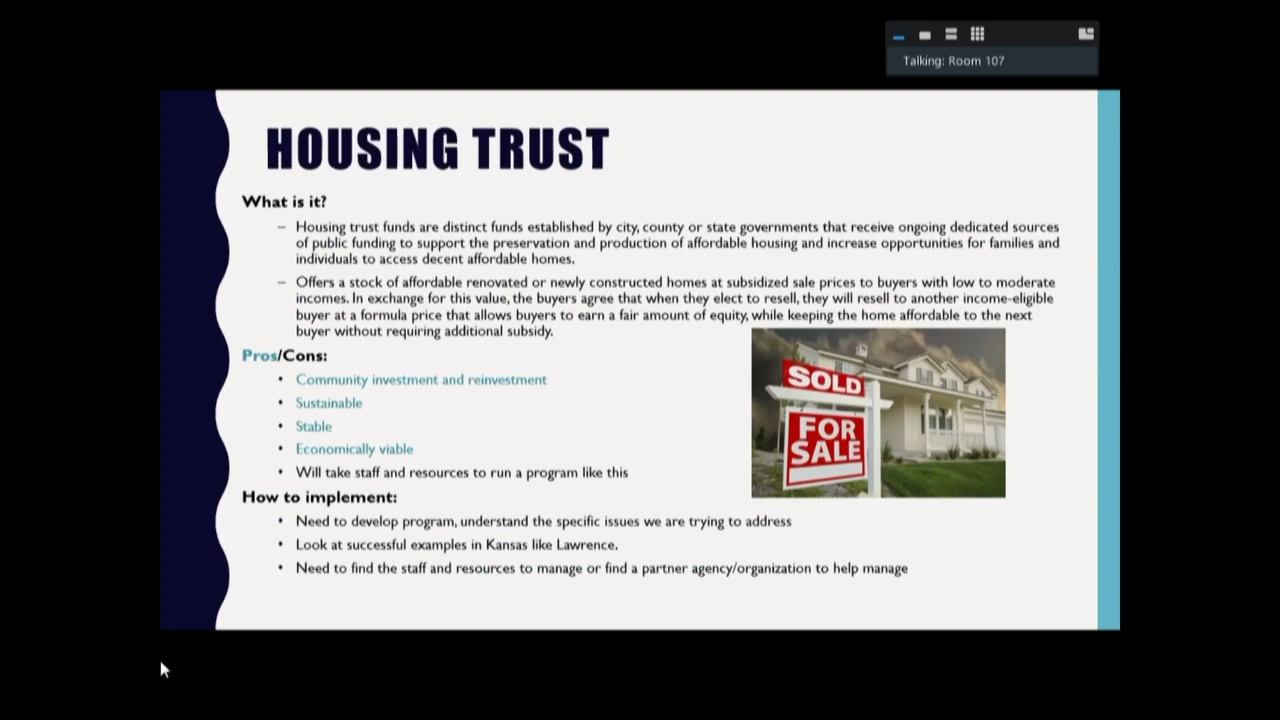 Talking: Room 107
HOUSING TRUST
What is it?
– Housing trust funds are distinct funds established by city, county or state governments that receive ongoing dedicated sources
of public funding to support the preservation and production of affordable housing and increase opportunities for families and
individuals to access decent affordable homes.
– Offers a stock of affordable renovated or newly constructed homes at subsidized sale prices to buyers with low to moderate
incomes. In exchange for this value, the buyers agree that when they elect to resell, they will resell to another income-eligible
buyer at a formula price that allows buyers to earn a fair amount of equity, while keeping the home affordable to the next
buyer without requiring additional subsidy.
Pros/Cons:
• Community investment and reinvestment
• Sustainable
• Stable
• Economically viable
• Will take staff and resources to run a program like this
SOLD
FOR
SALE
How to implement:
• Need to develop program, understand the specific issues we are trying to address
• Look at successful examples in Kansas like Lawrence.
• Need to find the staff and resources to manage or find a partner agency/organization to help manage